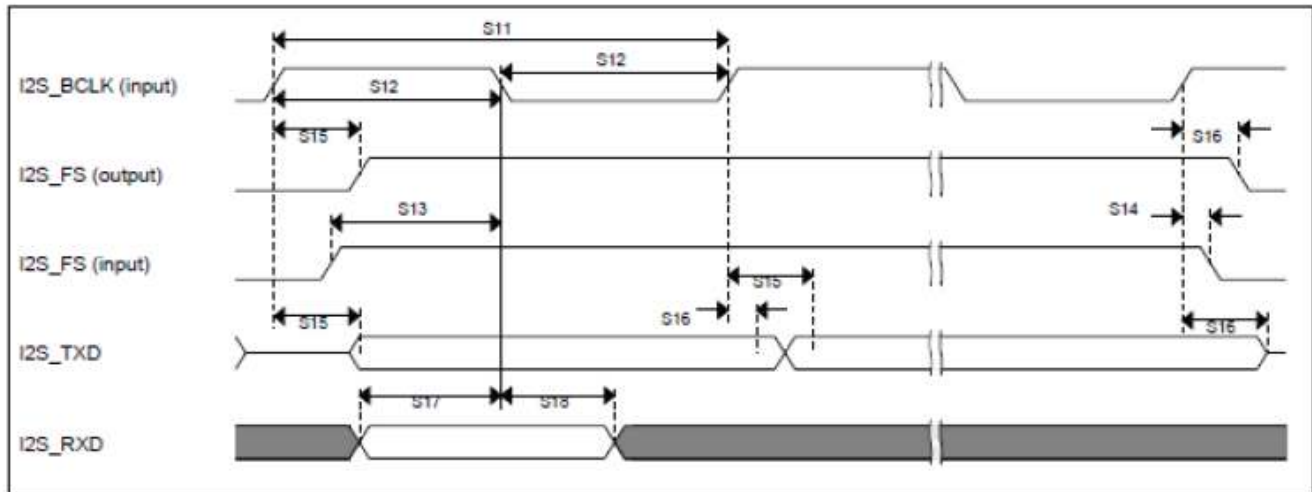 S11
S12
I2S_BCLK (input)
S12
S15
S16
I2S_FS (output)
S13
S14
I2S_FS (input)
S15
S15
S16
S16
I2S_TXD
S17
S18
I2S_RXD